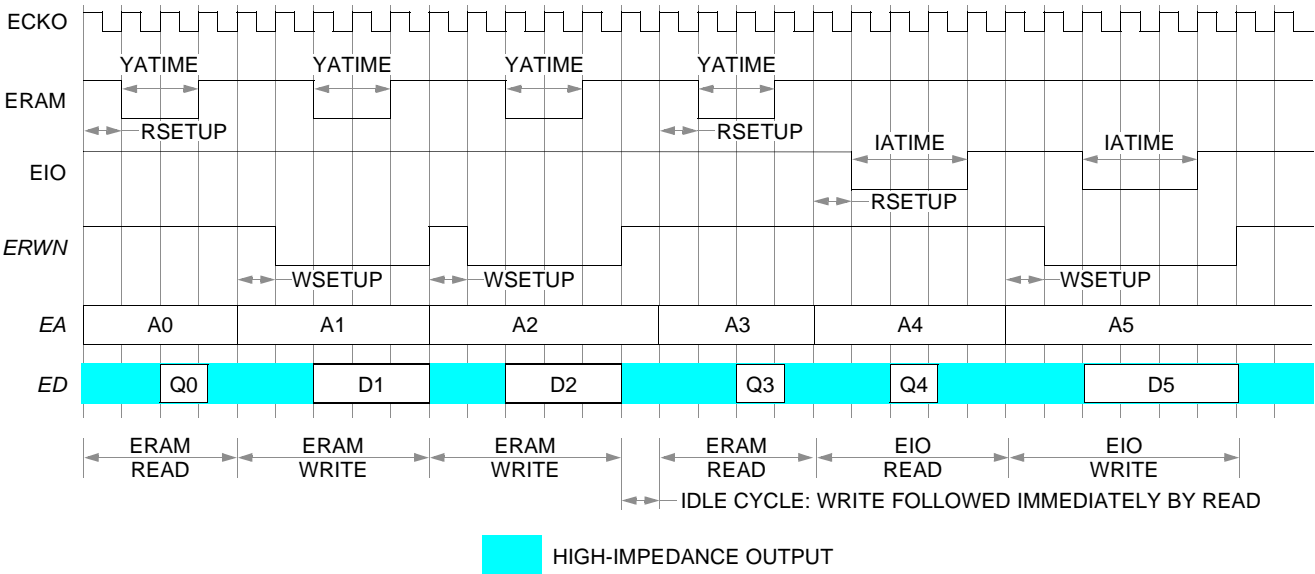 ECKO
YATIME YATIME YATIME YATIME
ERAM
RSETUP RSETUP
IATIME IATIME
EIO
RSETUP
ERWN
WSETUP WSETUP WSETUP
EA A0 A1 A2 A3 A4 A5
ED Q0 D1 D2 Q3 Q4 D5
ERAM READ ERAM WRITE ERAM WRITE ERAM READ EIO READ EIO WRITE
IDLE CYCLE: WRITE FOLLOWED IMMEDIATELY BY READ
HIGH-IMPEDANCE OUTPUT